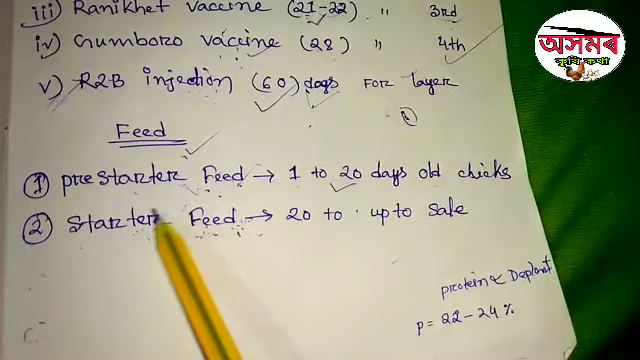 iii) Ranikhet vaccine (21-22) " 3rd
iv) Gumboro vaccine (28) " 4th
v) R2B injection (60) days For layer
Feed
① prestarter Feed → 1 to 20 days old chicks
② Starter Feed → 20 to up to Sale
protein &
p = 22-24%
অসমৰ
কৃষি কথা